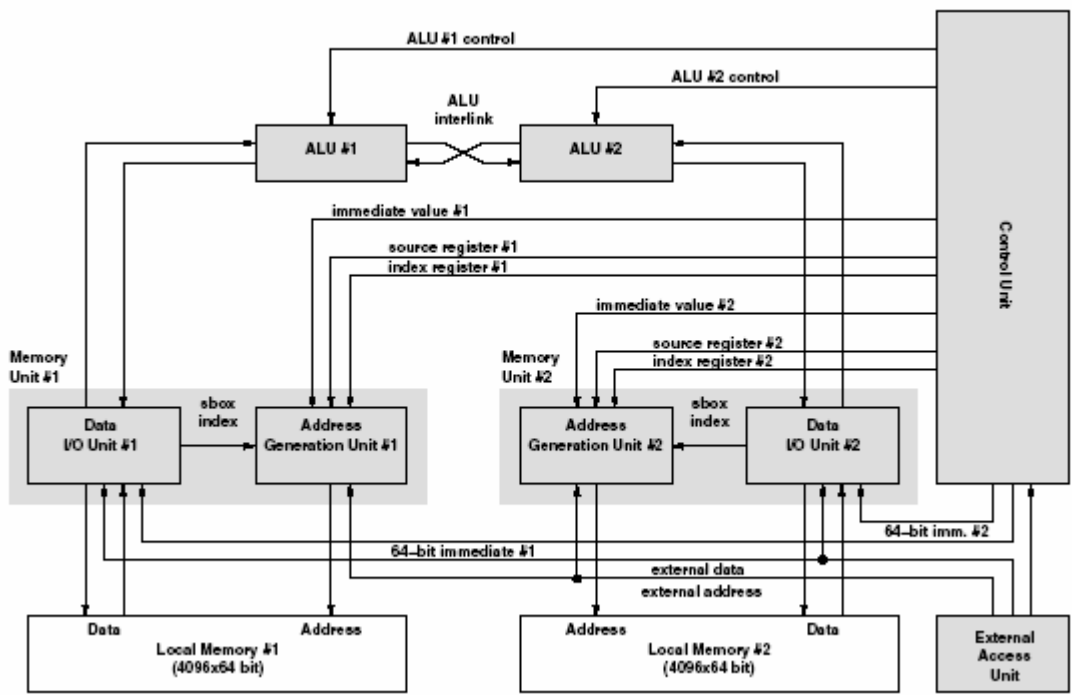 ALU #1 control
ALU #2 control
ALU
interlink
ALU #1
ALU #2
immediate value #1
source register #1
index register #1
Control Unit
immediate value #2
source register #2
index register #2
Memory
Unit #1
Memory
Unit #2
Data
I/O Unit #1
sbox
index
Address
Generation Unit #1
Address
Generation Unit #2
sbox
index
Data
I/O Unit #2
64-bit imm. #2
64-bit immediate #1
external data
external address
Data
Address
Local Memory #1
(4096x64 bit)
Address
Data
Local Memory #2
(4096x64 bit)
External
Access
Unit